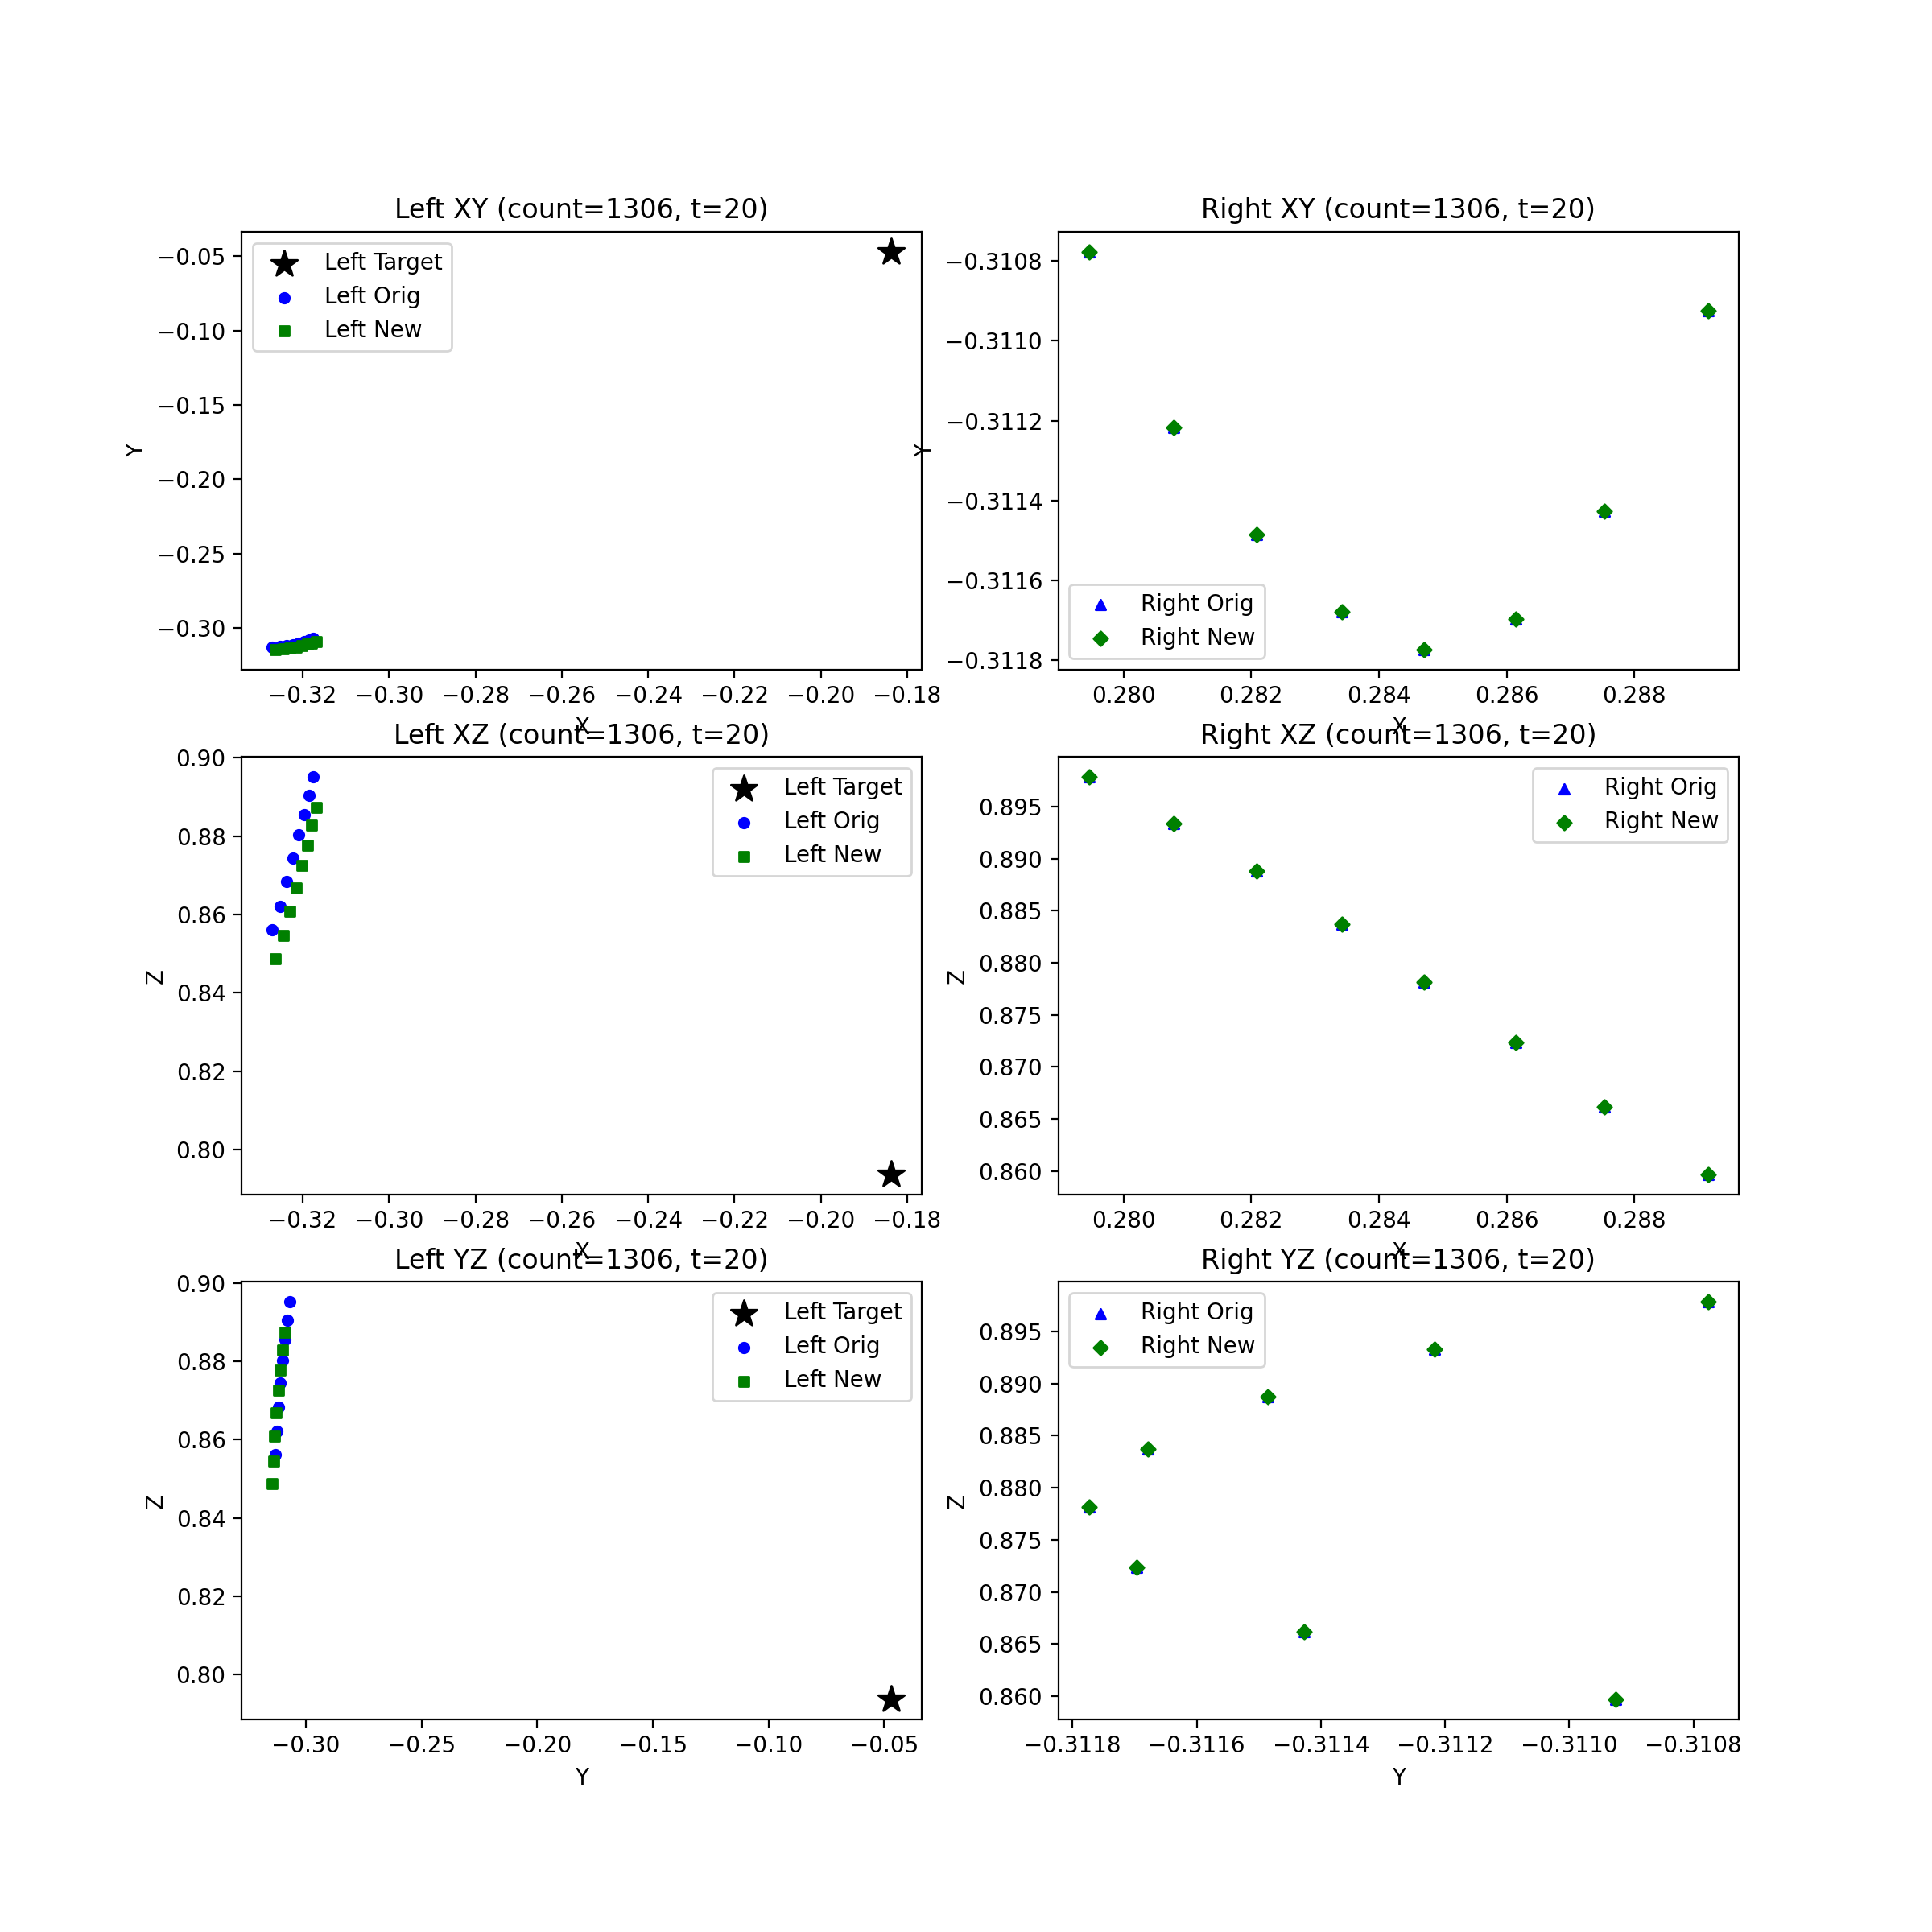 Left XY (count=1306, t=20)
Left Target
Left Orig
Left New
−0.05
−0.10
−0.15
−0.20
−0.25
−0.30
Y
−0.32 −0.30 −0.28 −0.26 −0.24 −0.22 −0.20 −0.18
X
Right XY (count=1306, t=20)
−0.3108
−0.3110
−0.3112
−0.3114
−0.3116
−0.3118
Y
Right Orig
Right New
0.280 0.282 0.284 0.286 0.288
X
Left XZ (count=1306, t=20)
Left Target
Left Orig
Left New
0.90
0.88
0.86
0.84
0.82
0.80
Z
−0.32 −0.30 −0.28 −0.26 −0.24 −0.22 −0.20 −0.18
X
Right XZ (count=1306, t=20)
Right Orig
Right New
0.895
0.890
0.885
0.880
0.875
0.870
0.865
0.860
Z
0.280 0.282 0.284 0.286 0.288
X
Left YZ (count=1306, t=20)
Left Target
Left Orig
Left New
0.90
0.88
0.86
0.84
0.82
0.80
Z
−0.30 −0.25 −0.20 −0.15 −0.10 −0.05
Y
Right YZ (count=1306, t=20)
Right Orig
Right New
0.895
0.890
0.885
0.880
0.875
0.870
0.865
0.860
Z
−0.3118 −0.3116 −0.3114 −0.3112 −0.3110 −0.3108
Y